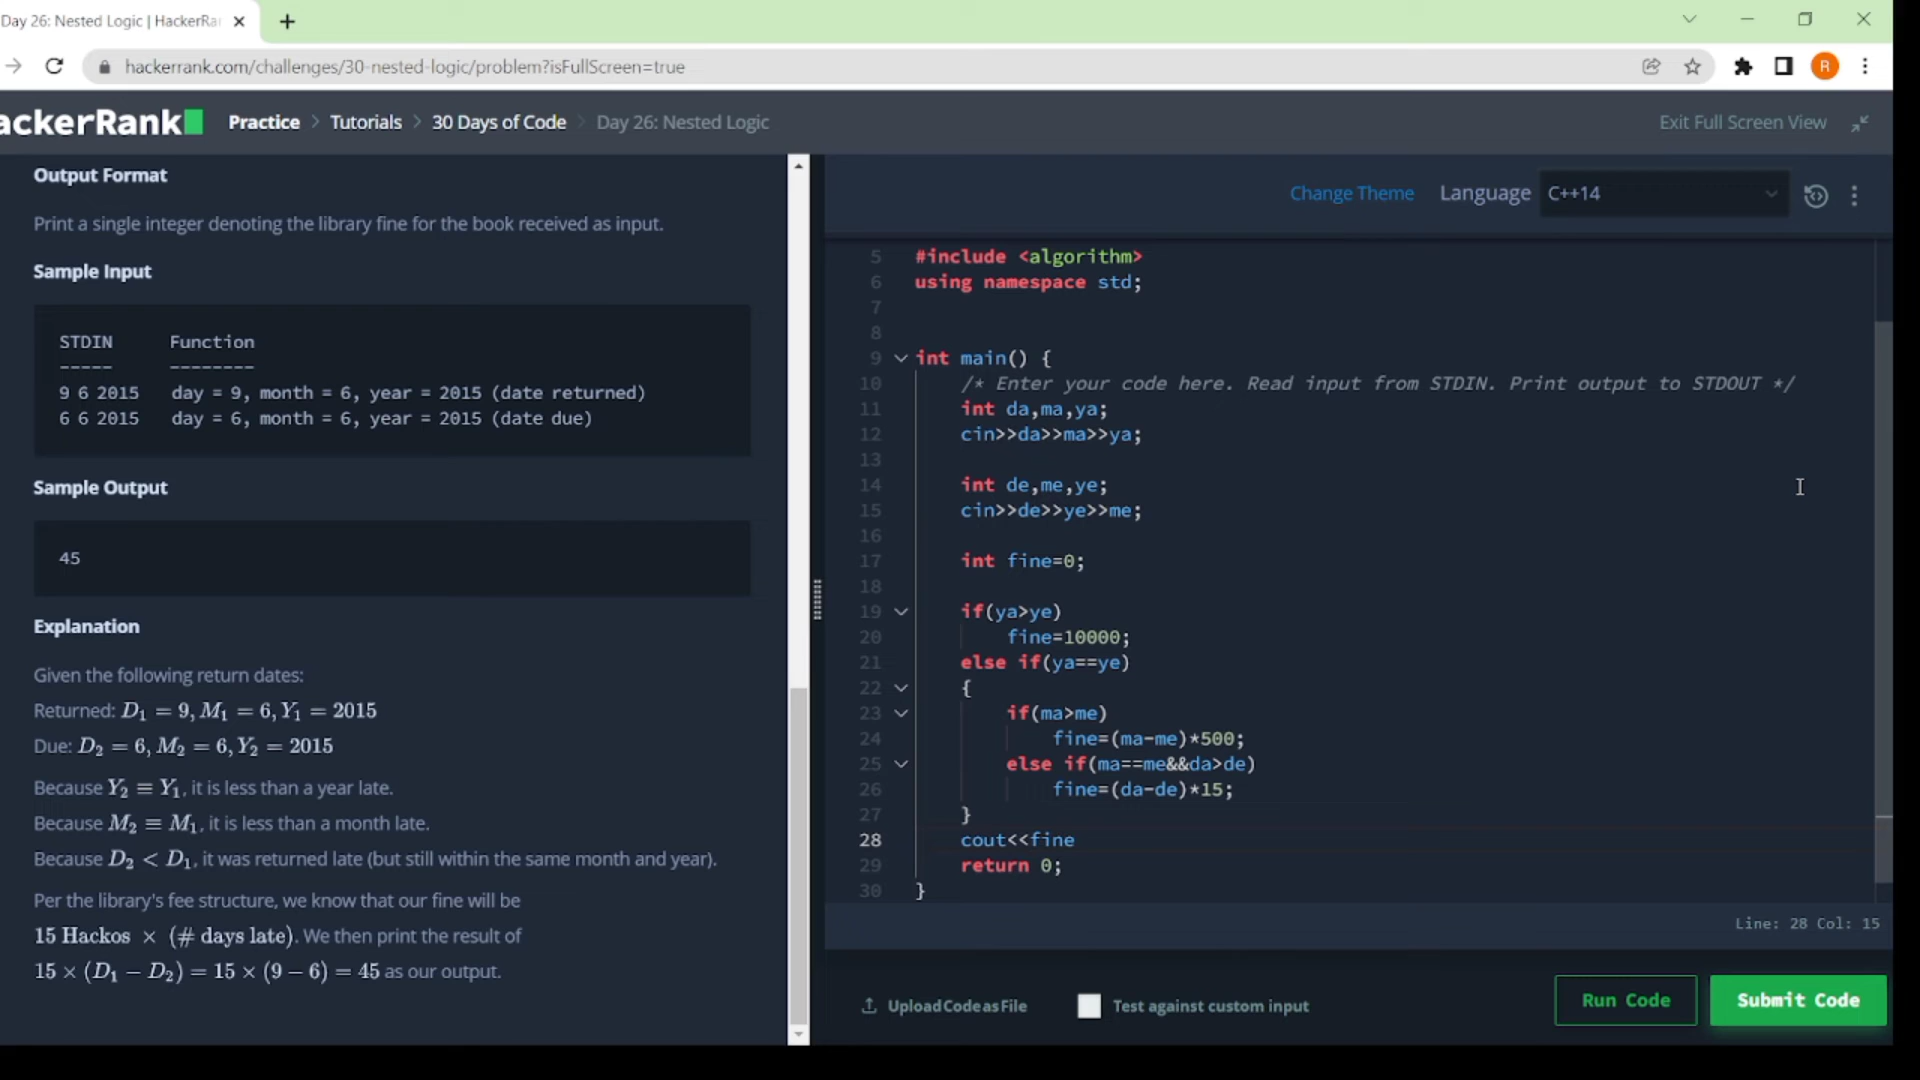 Day 26: Nested Logic | HackerRa
hackerrank.com/challenges/30-nested-logic/problem?isFullScreen=true
R
ackerRank
Practice > Tutorials > 30 Days of Code > Day 26: Nested Logic
Exit Full Screen View
Output Format
Print a single integer denoting the library fine for the book received as input.
Sample Input
STDIN Function
----- --------
9 6 2015 day = 9, month = 6, year = 2015 (date returned)
6 6 2015 day = 6, month = 6, year = 2015 (date due)
Sample Output
45
Explanation
Given the following return dates:
Returned: D₁ = 9, M₁ = 6, Y₁ = 2015
Due: D₂ = 6, M₂ = 6, Y₂ = 2015
Because Y₂ ≡ Y₁, it is less than a year late.
Because M₂ ≡ M₁, it is less than a month late.
Because D₂ < D₁, it was returned late (but still within the same month and year).
Per the library's fee structure, we know that our fine will be
15 Hackos × (# days late). We then print the result of
15 × (D₁ − D₂) = 15 × (9 − 6) = 45 as our output.
Change Theme Language C++14
5 #include <algorithm>
6 using namespace std;
7
8
9 int main() {
10 /* Enter your code here. Read input from STDIN. Print output to STDOUT */
11 int da,ma,ya;
12 cin>>da>>ma>>ya;
13
14 int de,me,ye;
15 cin>>de>>ye>>me;
16
17 int fine=0;
18
19 if(ya>ye)
20 fine=10000;
21 else if(ya==ye)
22 {
23 if(ma>me)
24 fine=(ma-me)*500;
25 else if(ma==me&&da>de)
26 fine=(da-de)*15;
27 }
28 cout<<fine
29 return 0;
30 }
Line: 28 Col: 15
Upload Code as File
Test against custom input
Run Code
Submit Code